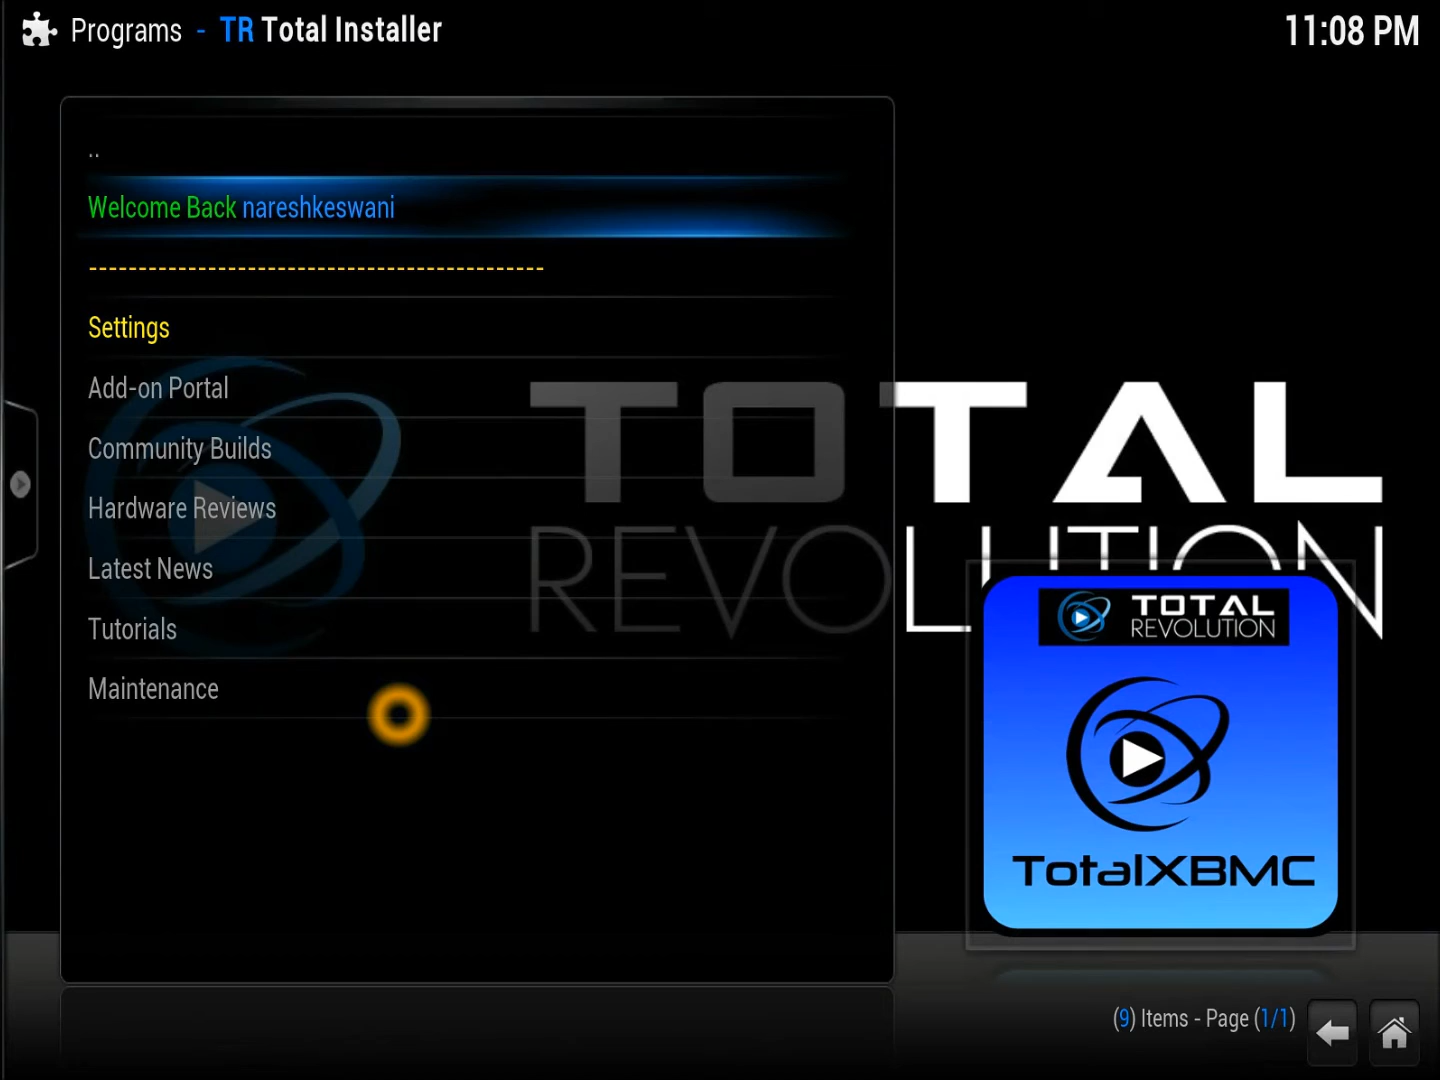 Programs - TR Total Installer
11:08 PM
..
Welcome Back nareshkeswani
----------------------------------------------
Settings
Add-on Portal
Community Builds
Hardware Reviews
Latest News
Tutorials
Maintenance
TOTAL
REVOLUTION
TOTAL
REVOLUTION
TotalXBMC
(9) Items - Page (1/1)